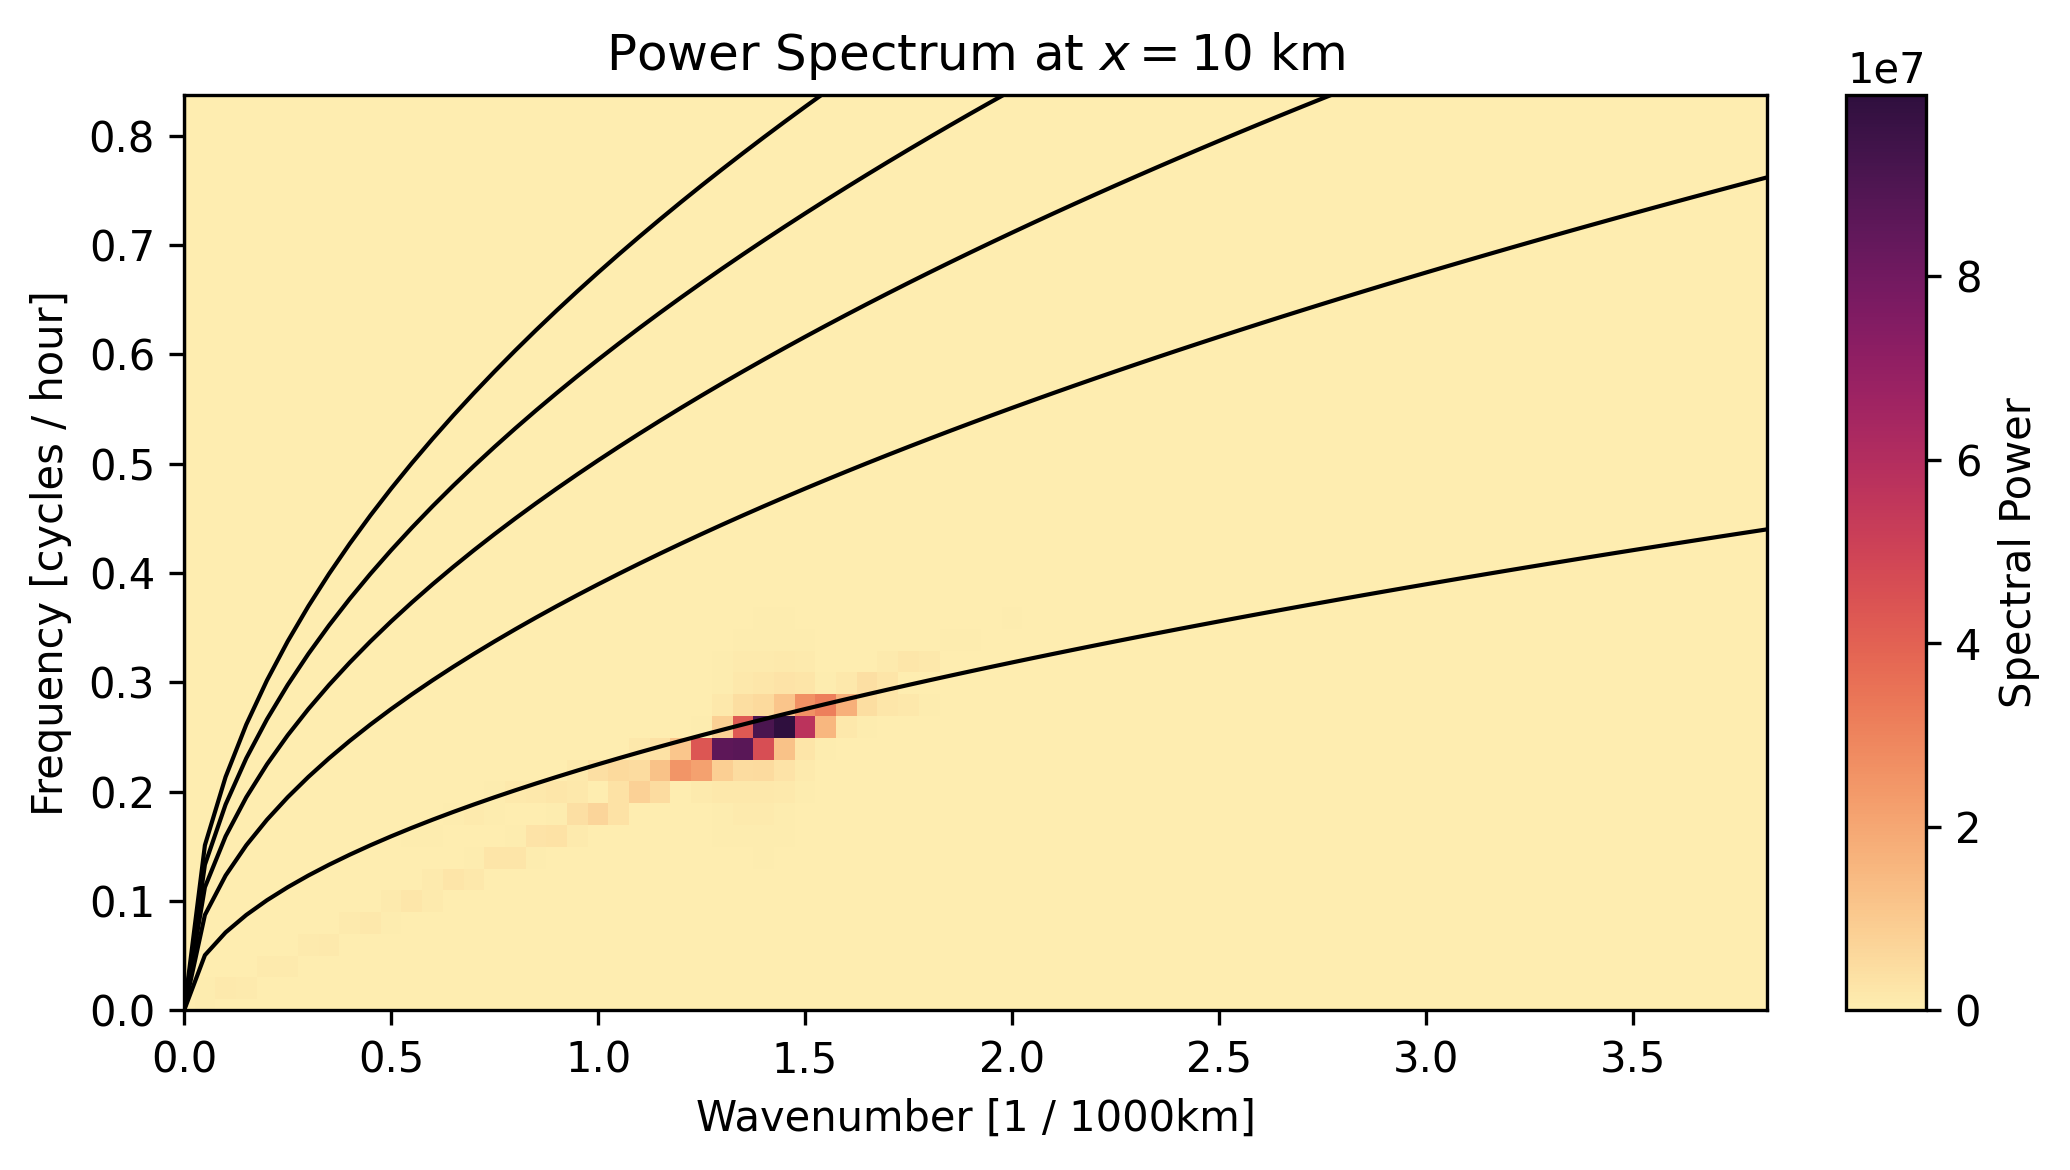 Power Spectrum at x = 10 km
1e7
0.8
0.7
0.6
0.5
0.4
0.3
0.2
0.1
0.0
Frequency [cycles / hour]
0.0 0.5 1.0 1.5 2.0 2.5 3.0 3.5
Wavenumber [1 / 1000km]
8
6
4
2
0
Spectral Power